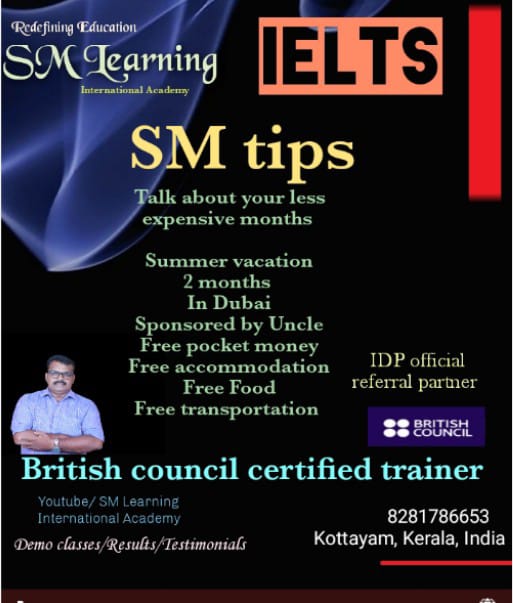 Redefining Education
SM Learning
International Academy
IELTS
SM tips
Talk about your less
expensive months
Summer vacation
2 months
In Dubai
Sponsored by Uncle
Free pocket money
Free accommodation
Free Food
Free transportation
IDP official
referral partner
BRITISH
COUNCIL
British council certified trainer
Youtube/ SM Learning
International Academy
Demo classes/Results/Testimonials
8281786653
Kottayam, Kerala, India